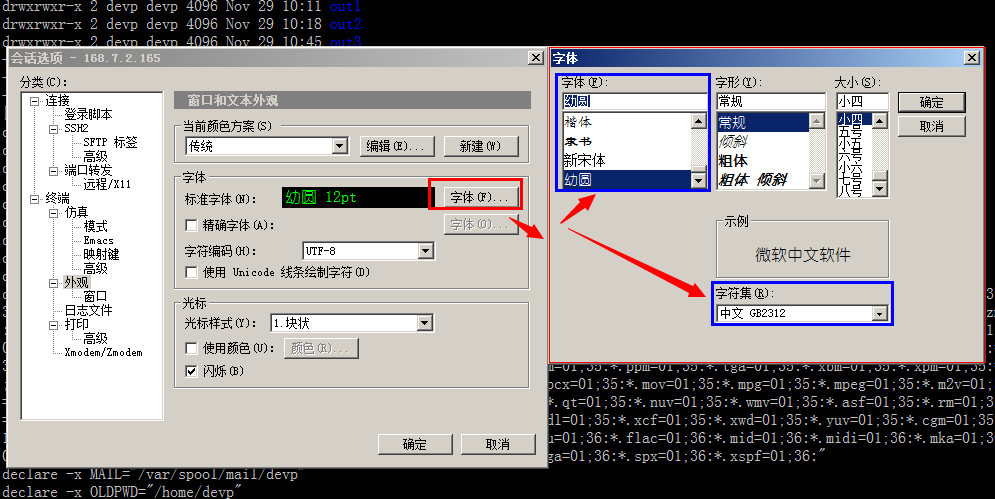 drwxrwxr-x 2 devp devp 4096 Nov 29 10:11 out1
drwxrwxr-x 2 devp devp 4096 Nov 29 10:18 out2
drwxrwxr-x 2 devp devp 4096 Nov 29 10:45 out3
会话选项 - 168.7.2.165
分类(C):
连接
登录脚本
SSH2
SFTP 标签
高级
端口转发
远程/X11
终端
仿真
模式
Emacs
映射键
高级
外观
窗口
日志文件
打印
高级
Xmodem/Zmodem
窗口和文本外观
当前颜色方案(S)
传统
编辑(E)...
新建(W)
字体
标准字体(N):
幼圆 12pt
字体(F)...
精确字体(A):
字体(O)...
字符编码(H):
UTF-8
使用 Unicode 线条绘制字符(D)
光标
光标样式(Y):
1.块状
使用颜色(U):
颜色(R)...
闪烁(B)
确定
取消
字体
字体(F):
幼圆
楷体
隶书
新宋体
幼圆
字形(Y):
常规
常规
倾斜
粗体
粗体 倾斜
大小(S):
小四
小四
五号
小五
六号
小六
七号
八号
确定
取消
示例
微软中文软件
字符集(R):
中文 GB2312
m=01;35:*.ppm=01;35:*.tga=01;35:*.xbm=01;35:*.xpm=01;35:
pcx=01;35:*.mov=01;35:*.mpg=01;35:*.mpeg=01;35:*.m2v=01;
*.qt=01;35:*.nuv=01;35:*.wmv=01;35:*.asf=01;35:*.rm=01;3
dl=01;35:*.xcf=01;35:*.xwd=01;35:*.yuv=01;35:*.cgm=01;35
u=01;36:*.flac=01;36:*.mid=01;36:*.midi=01;36:*.mka=01;3
ga=01;36:*.spx=01;36:*.xspf=01;36:"
declare -x MAIL="/var/spool/mail/devp"
declare -x OLDPWD="/home/devp"